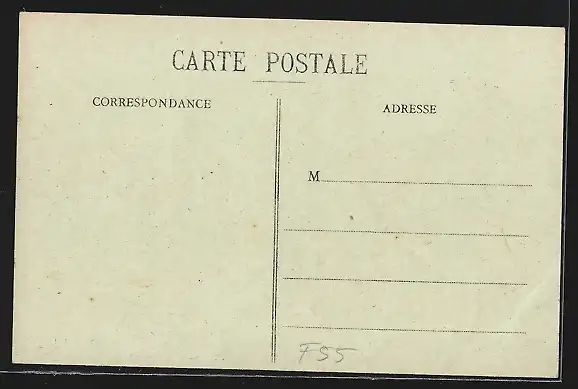 CARTE POSTALE
CORRESPONDANCE
ADRESSE
M
F55